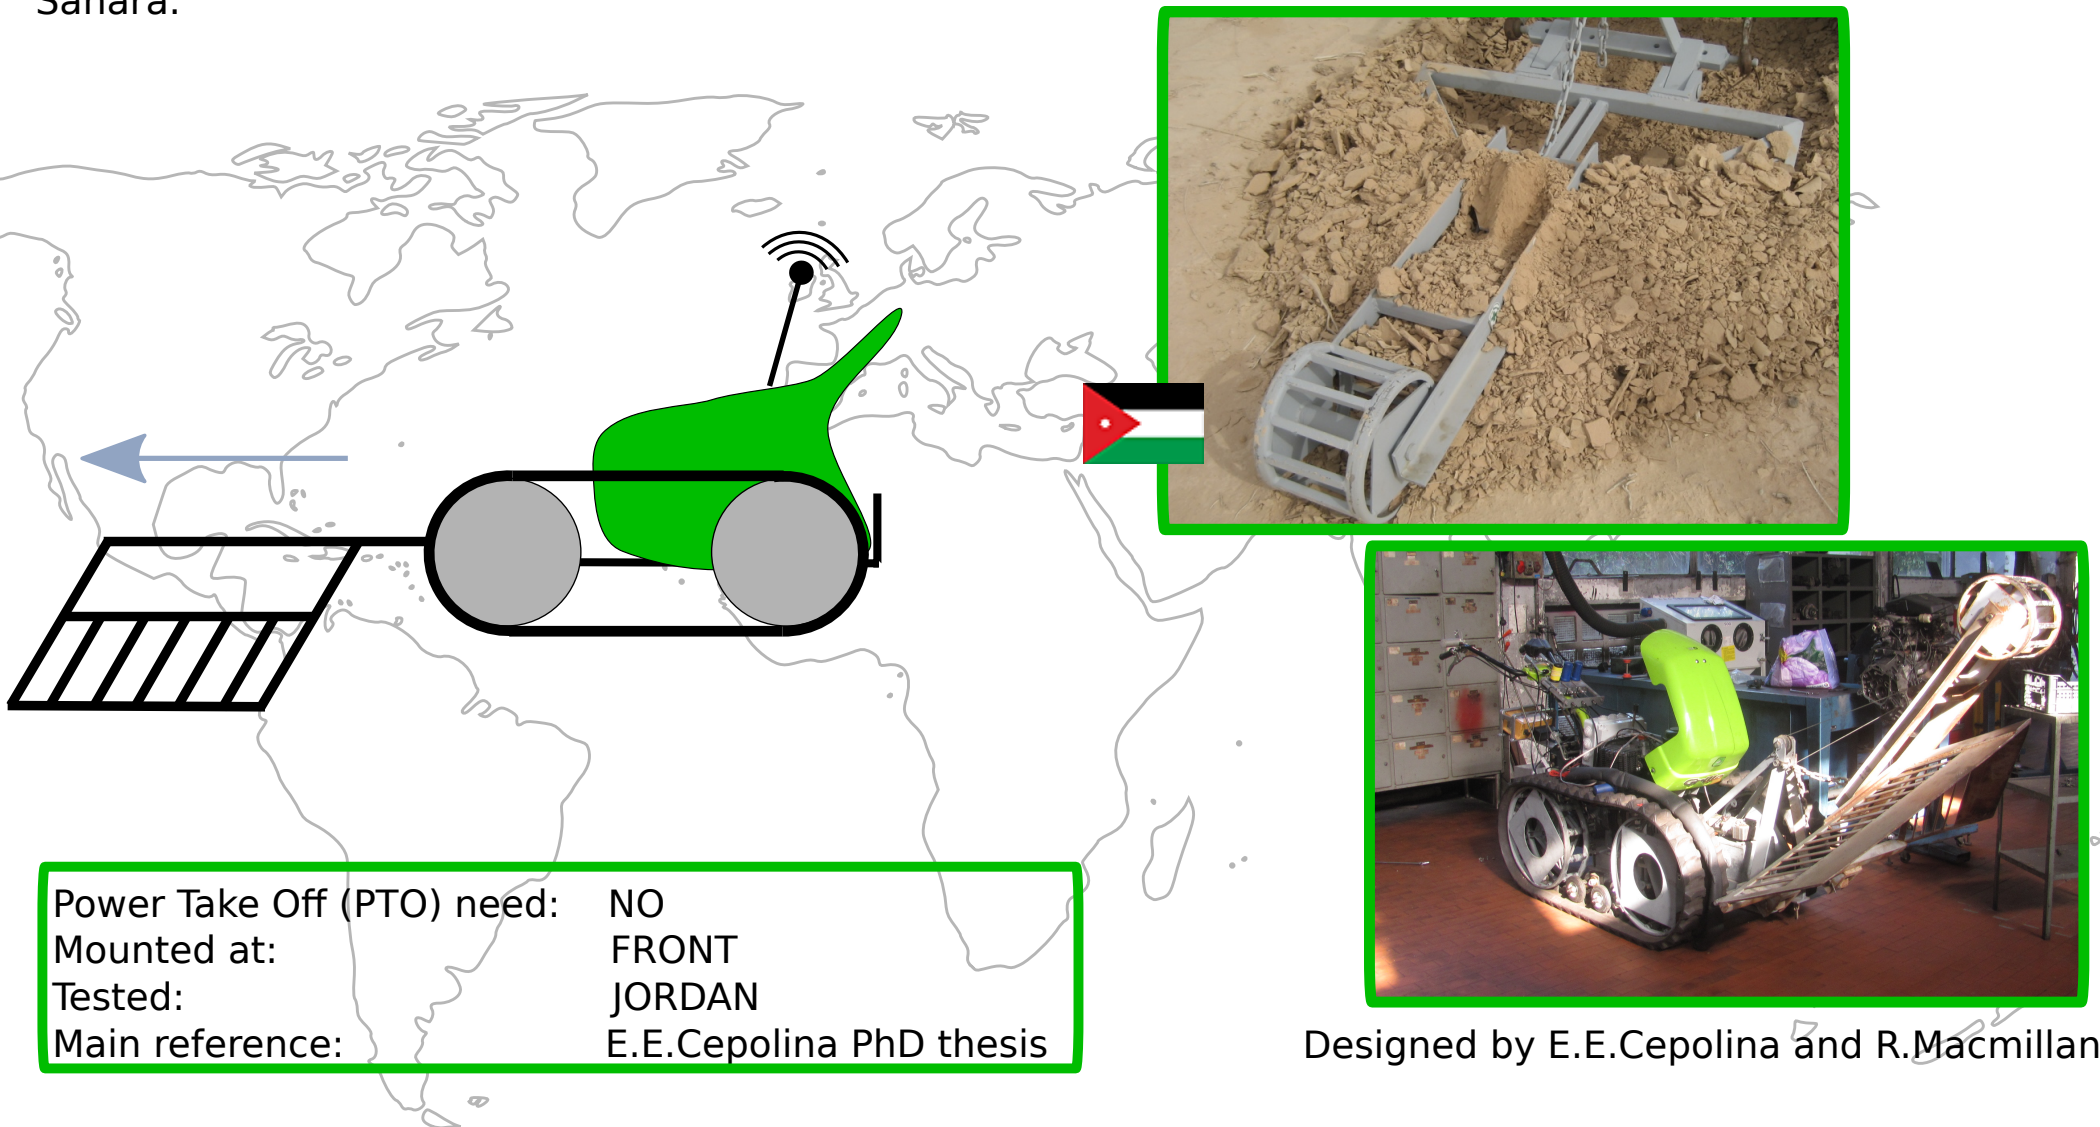 Sahara.
Power Take Off (PTO) need: NO
Mounted at: FRONT
Tested: JORDAN
Main reference: E.E.Cepolina PhD thesis
Designed by E.E.Cepolina and R.Macmillan